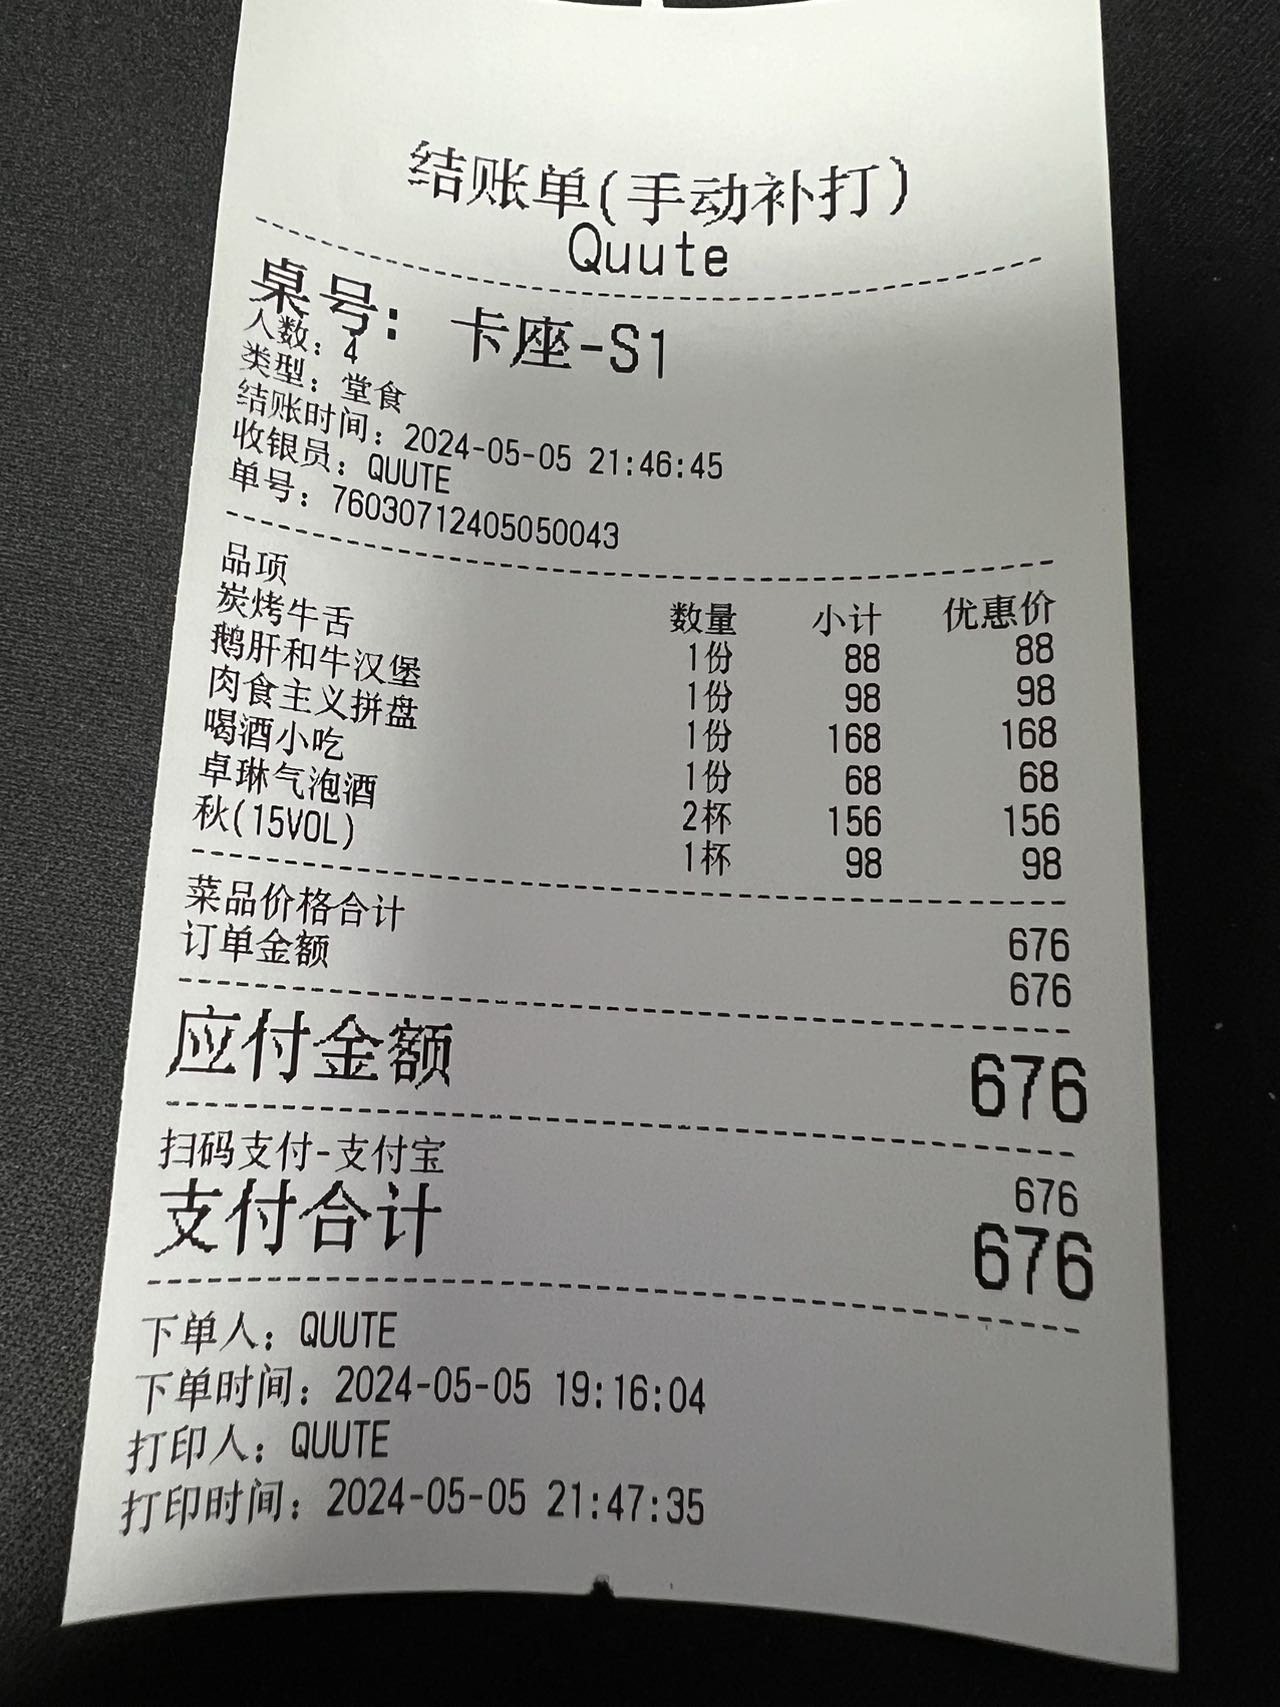 结账单(手动补打)
Quute
桌号: 卡座-S1
人数: 4
类型: 堂食
结账时间: 2024-05-05 21:46:45
收银员: QUUTE
单号: 76030712405050043
品项 数量 小计 优惠价
炭烤牛舌 1份 88 88
鹅肝和牛汉堡 1份 98 98
肉食主义拼盘 1份 168 168
喝酒小吃 1份 68 68
卓琳气泡酒 2杯 156 156
秋(15VOL) 1杯 98 98
菜品价格合计 676
订单金额 676
应付金额 676
扫码支付-支付宝 676
支付合计 676
下单人: QUUTE
下单时间: 2024-05-05 19:16:04
打印人: QUUTE
打印时间: 2024-05-05 21:47:35